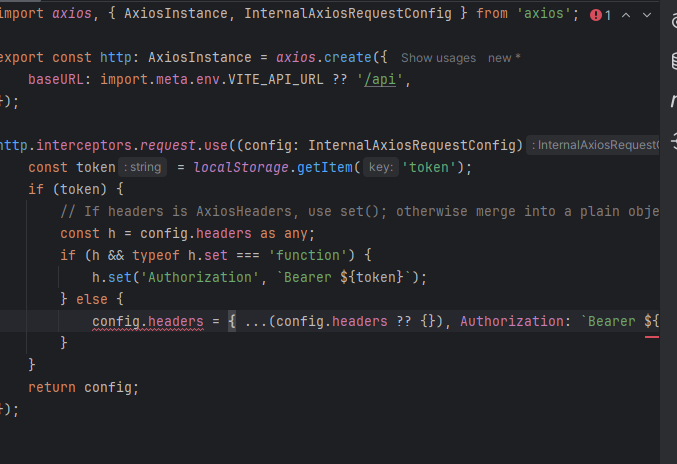 import axios, { AxiosInstance, InternalAxiosRequestConfig } from 'axios'; 1
export const http: AxiosInstance = axios.create({ Show usages new *
baseURL: import.meta.env.VITE_API_URL ?? '/api',
});
http.interceptors.request.use((config: InternalAxiosRequestConfig) : InternalAxiosRequest
const token : string = localStorage.getItem( key: 'token');
if (token) {
// If headers is AxiosHeaders, use set(); otherwise merge into a plain obje
const h = config.headers as any;
if (h && typeof h.set === 'function') {
h.set('Authorization', `Bearer ${token}`);
} else {
config.headers = { ...(config.headers ?? {}), Authorization: `Bearer ${
}
}
return config;
});